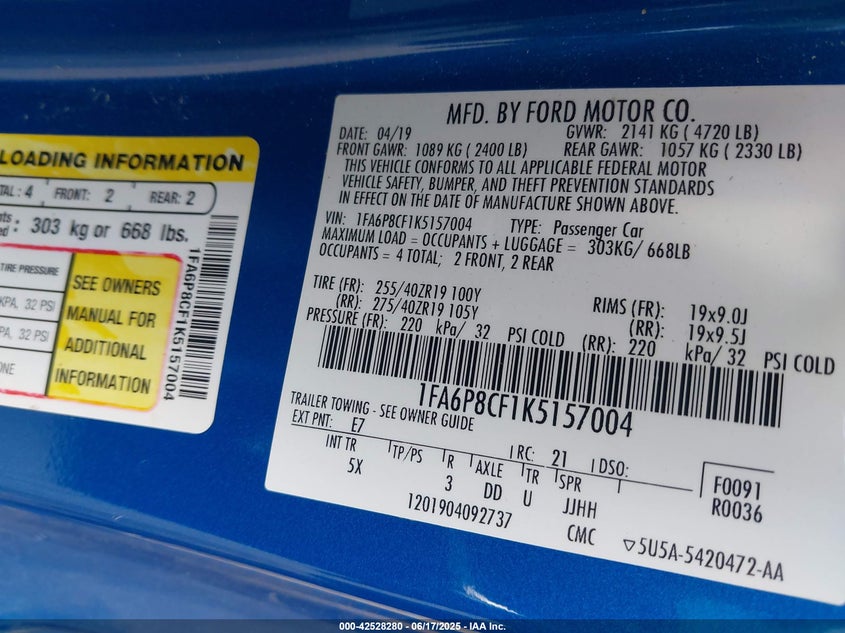 LOADING INFORMATION
TAL : 4 FRONT: 2 REAR: 2
303 kg or 668 lbs.
TIRE PRESSURE
KPA, 32 PSI
PA, 32 PSI
ONE
SEE OWNERS
MANUAL FOR
ADDITIONAL
INFORMATION
1FA6P8CF1K5157004
MFD. BY FORD MOTOR CO.
DATE: 04/19 GVWR: 2141 KG ( 4720 LB)
FRONT GAWR: 1089 KG ( 2400 LB) REAR GAWR: 1057 KG ( 2330 LB)
THIS VEHICLE CONFORMS TO ALL APPLICABLE FEDERAL MOTOR
VEHICLE SAFETY, BUMPER, AND THEFT PREVENTION STANDARDS
IN EFFECT ON THE DATE OF MANUFACTURE SHOWN ABOVE.
VIN: 1FA6P8CF1K5157004 TYPE: Passenger Car
MAXIMUM LOAD = OCCUPANTS + LUGGAGE = 303KG/ 668LB
OCCUPANTS = 4 TOTAL; 2 FRONT, 2 REAR
TIRE (FR): 255/40ZR19 100Y RIMS (FR): 19x9.0J
(RR): 275/40ZR19 105Y (RR): 19x9.5J
PRESSURE (FR): 220 kPa/ 32 PSI COLD (RR): 220 kPa/ 32 PSI COLD
1FA6P8CF1K5157004
TRAILER TOWING - SEE OWNER GUIDE
EXT PNT: E7 RC: 21 DSO: F0091
INT TR TP/PS R AXLE TR SPR R0036
5X 3 DD U JJHH
1201904092737 CMC ▽5U5A-5420472-AA
000-42528280 - 06/17/2025 - IAA Inc.